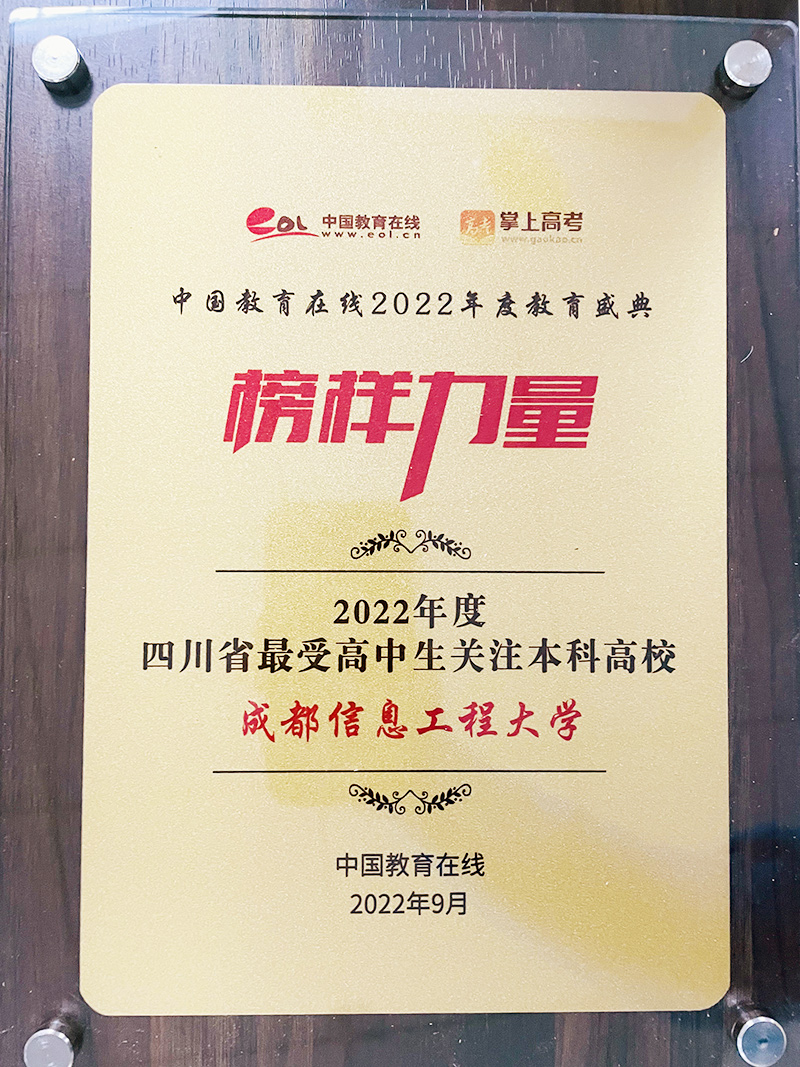 eol 中国教育在线 掌上高考
www.eol.cn www.gaokao.cn
中国教育在线2022年度教育盛典
榜样力量
2022年度
四川省最受高中生关注本科高校
成都信息工程大学
中国教育在线
2022年9月